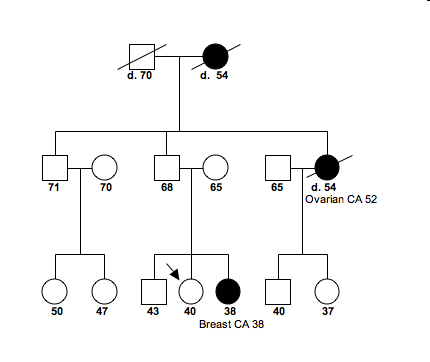 d. 70 d. 54
71 70 68 65 65 d. 54
Ovarian CA 52
50 47 43 40 38 40 37
Breast CA 38